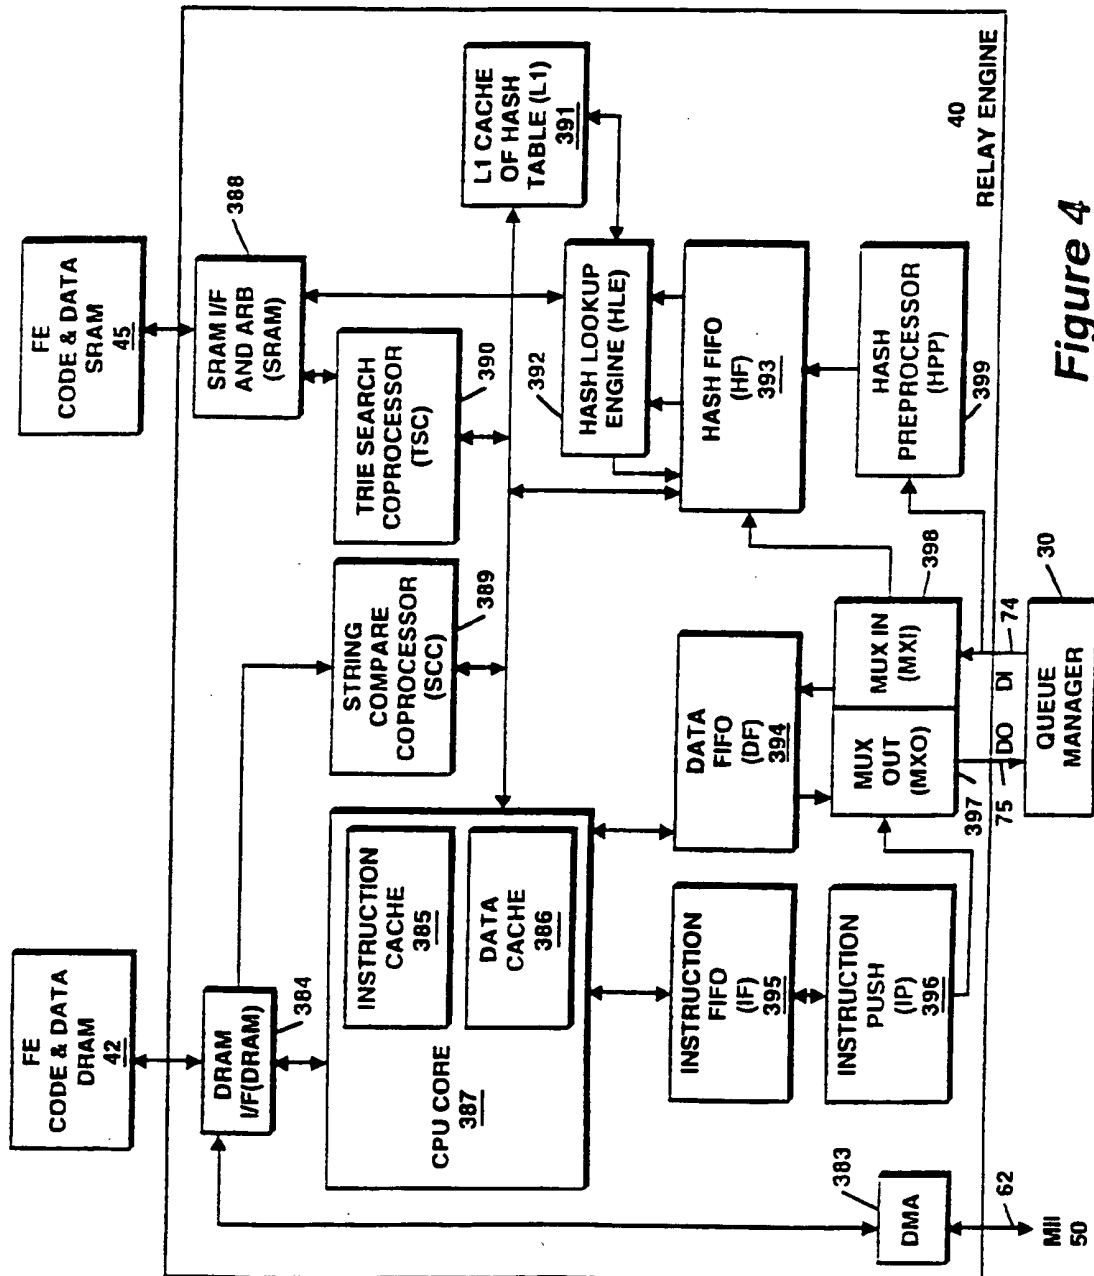 FE
CODE & DATA
DRAM
42
FE
CODE & DATA
SRAM
45
DRAM
I/F(DRAM)
384
SRAM I/F
AND ARB
(SRAM)
388
INSTRUCTION
CACHE
385
DATA
CACHE
386
CPU CORE
387
STRING
COMPARE
COPROCESSOR
(SCC)
389
TRIE SEARCH
COPROCESSOR
(TSC)
390
L1 CACHE
OF HASH
TABLE (L1)
391
392
HASH LOOKUP
ENGINE (HLE)
INSTRUCTION
FIFO
(IF)
395
DATA
FIFO
(DF)
394
HASH FIFO
(HF)
393
INSTRUCTION
PUSH
(IP)
396
MUX
OUT
(MXO)
397
MUX IN
(MXI)
398
HASH
PREPROCESSOR
(HPP)
399
383
DMA
62
MII
50
75
DO
DI
74
QUEUE
MANAGER
30
40
RELAY ENGINE
Figure 4